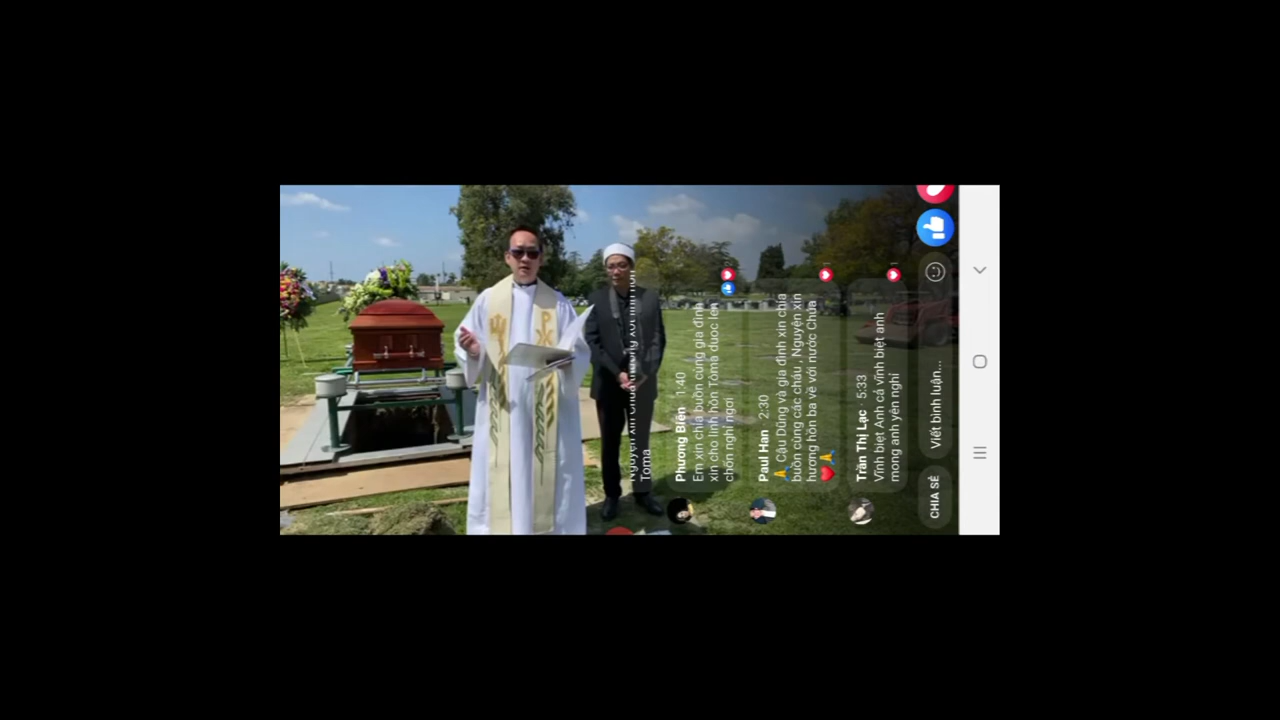 Toma
Phương Biên 1:40
Em xin chia buồn cùng gia đình
xin cho linh hồn Toma được lên
chốn nghỉ ngơi
Paul Han 2:30
🙏 Cậu Dũng và gia đình xin chia
buồn cùng các cháu , Nguyện xin
hương hồn ba về với nước Chúa
❤️🙏
Trần Thị Lạc · 5:33
Vĩnh biệt Anh cả vĩnh biệt anh
mong anh yên nghỉ
CHIA SẺ
Viết bình luận...